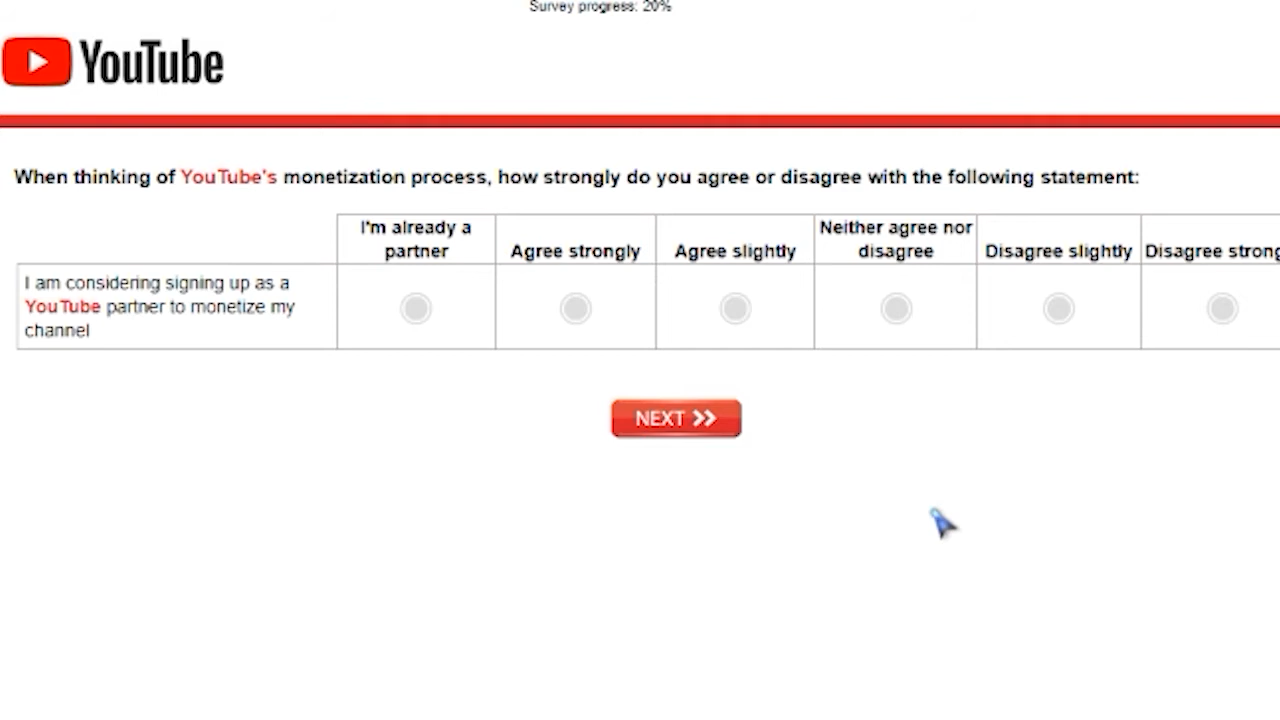 Survey progress: 20%
YouTube
When thinking of YouTube's monetization process, how strongly do you agree or disagree with the following statement:
I'm already a partner
Agree strongly
Agree slightly
Neither agree nor disagree
Disagree slightly
Disagree strong
I am considering signing up as a
YouTube partner to monetize my
channel
NEXT